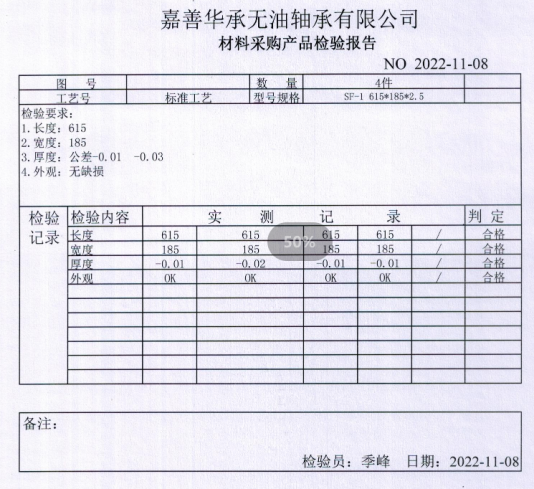 嘉善华承无油轴承有限公司
材料采购产品检验报告
NO 2022-11-08
图 号 数 量 4件
工艺号 标准工艺 型号规格 SF-1 615*185*2.5
检验要求:
1.长度: 615
2.宽度: 185
3.厚度: 公差-0.01 -0.03
4.外观: 无缺损
检验记录 检验内容 实 测 记 录 判 定
长度 615 615 615 615 / 合格
宽度 185 185 185 185 / 合格
厚度 -0.01 -0.02 -0.01 -0.01 / 合格
外观 OK OK OK OK / 合格
50%
备注:
检验员: 季峰 日期: 2022-11-08